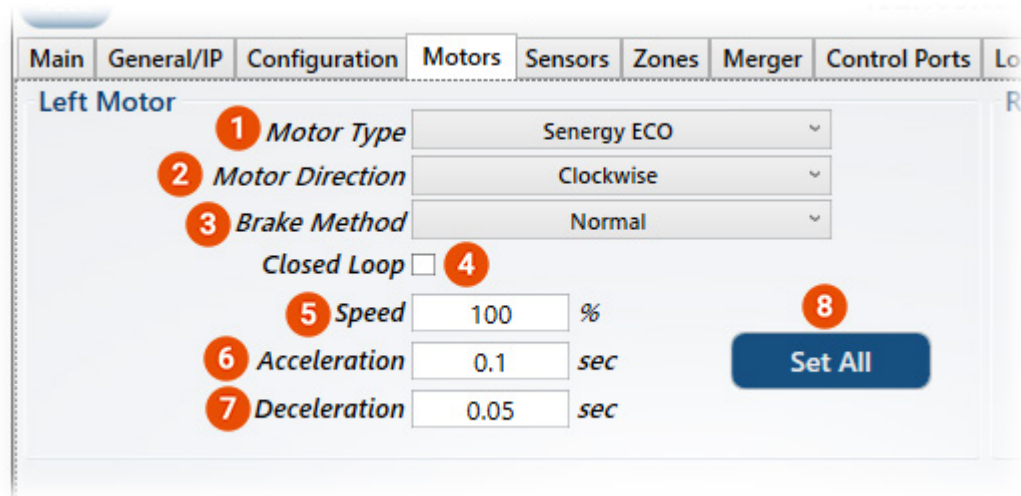 Main General/IP Configuration Motors Sensors Zones Merger Control Ports Lo
Left Motor R
1 Motor Type Senergy ECO
2 Motor Direction Clockwise
3 Brake Method Normal
Closed Loop 4
5 Speed 100 % 8
6 Acceleration 0.1 sec Set All
7 Deceleration 0.05 sec